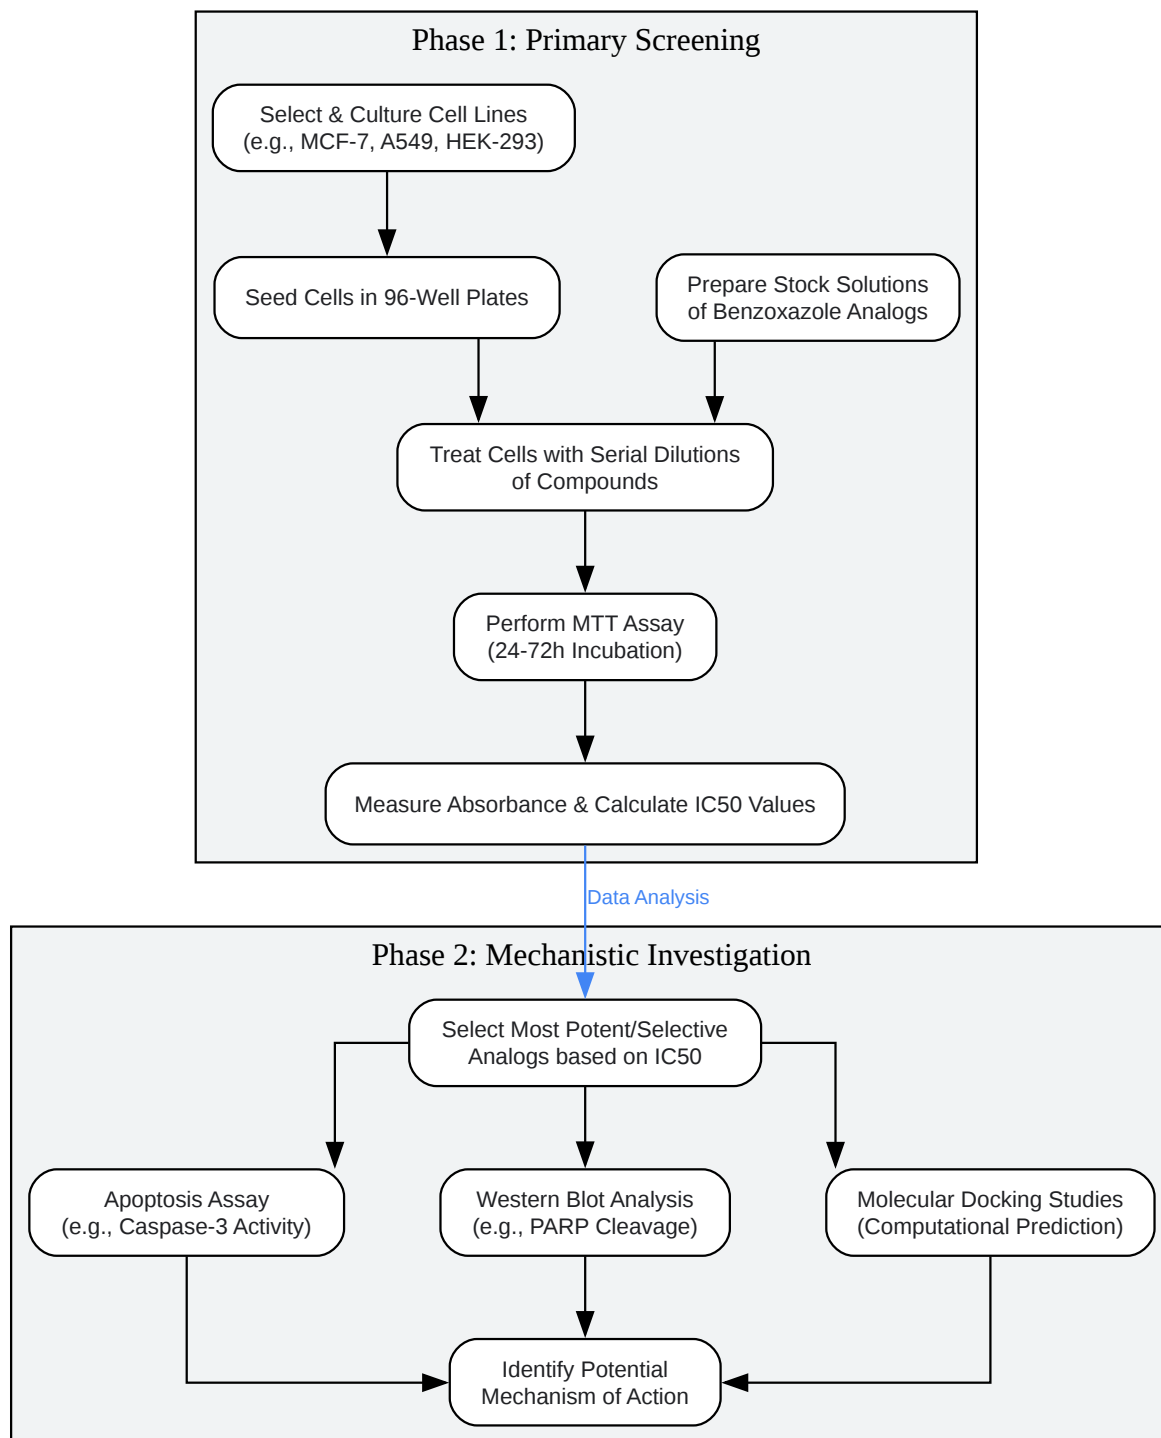 Phase 1: Primary Screening
Select & Culture Cell Lines
(e.g., MCF-7, A549, HEK-293)
Seed Cells in 96-Well Plates
Prepare Stock Solutions
of Benzoxazole Analogs
Treat Cells with Serial Dilutions
of Compounds
Perform MTT Assay
(24-72h Incubation)
Measure Absorbance & Calculate IC50 Values
Data Analysis
Phase 2: Mechanistic Investigation
Select Most Potent/Selective
Analogs based on IC50
Apoptosis Assay
(e.g., Caspase-3 Activity)
Western Blot Analysis
(e.g., PARP Cleavage)
Molecular Docking Studies
(Computational Prediction)
Identify Potential
Mechanism of Action